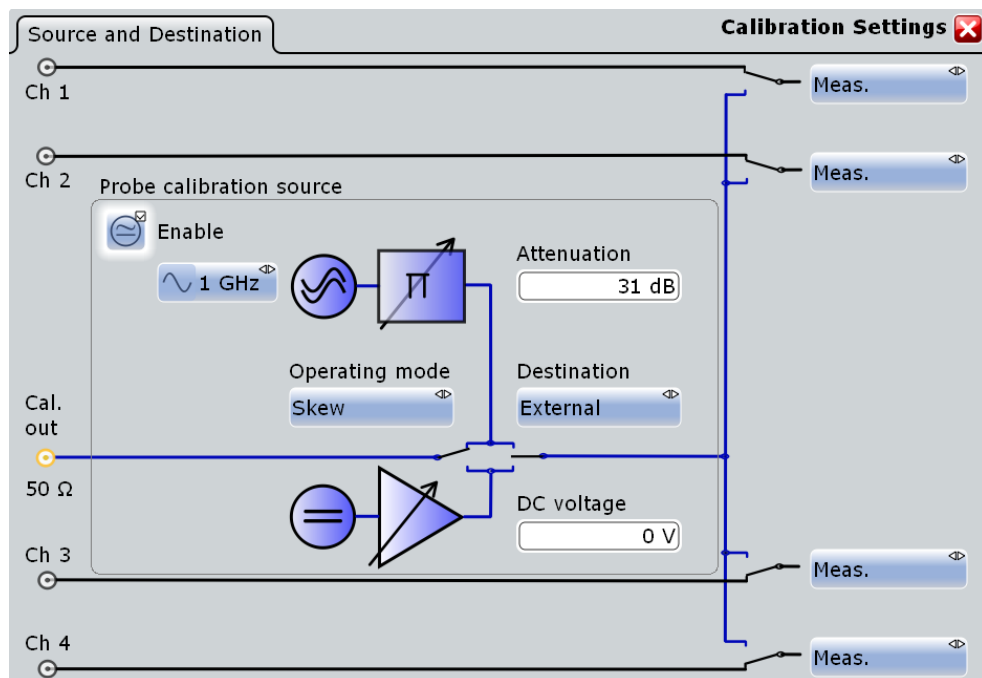 Source and Destination
Calibration Settings
Ch 1
Meas.
Ch 2
Meas.
Probe calibration source
Enable
1 GHz
Π
Attenuation
31 dB
Operating mode
Skew
Destination
External
Cal.
out
50 Ω
DC voltage
0 V
Ch 3
Meas.
Ch 4
Meas.